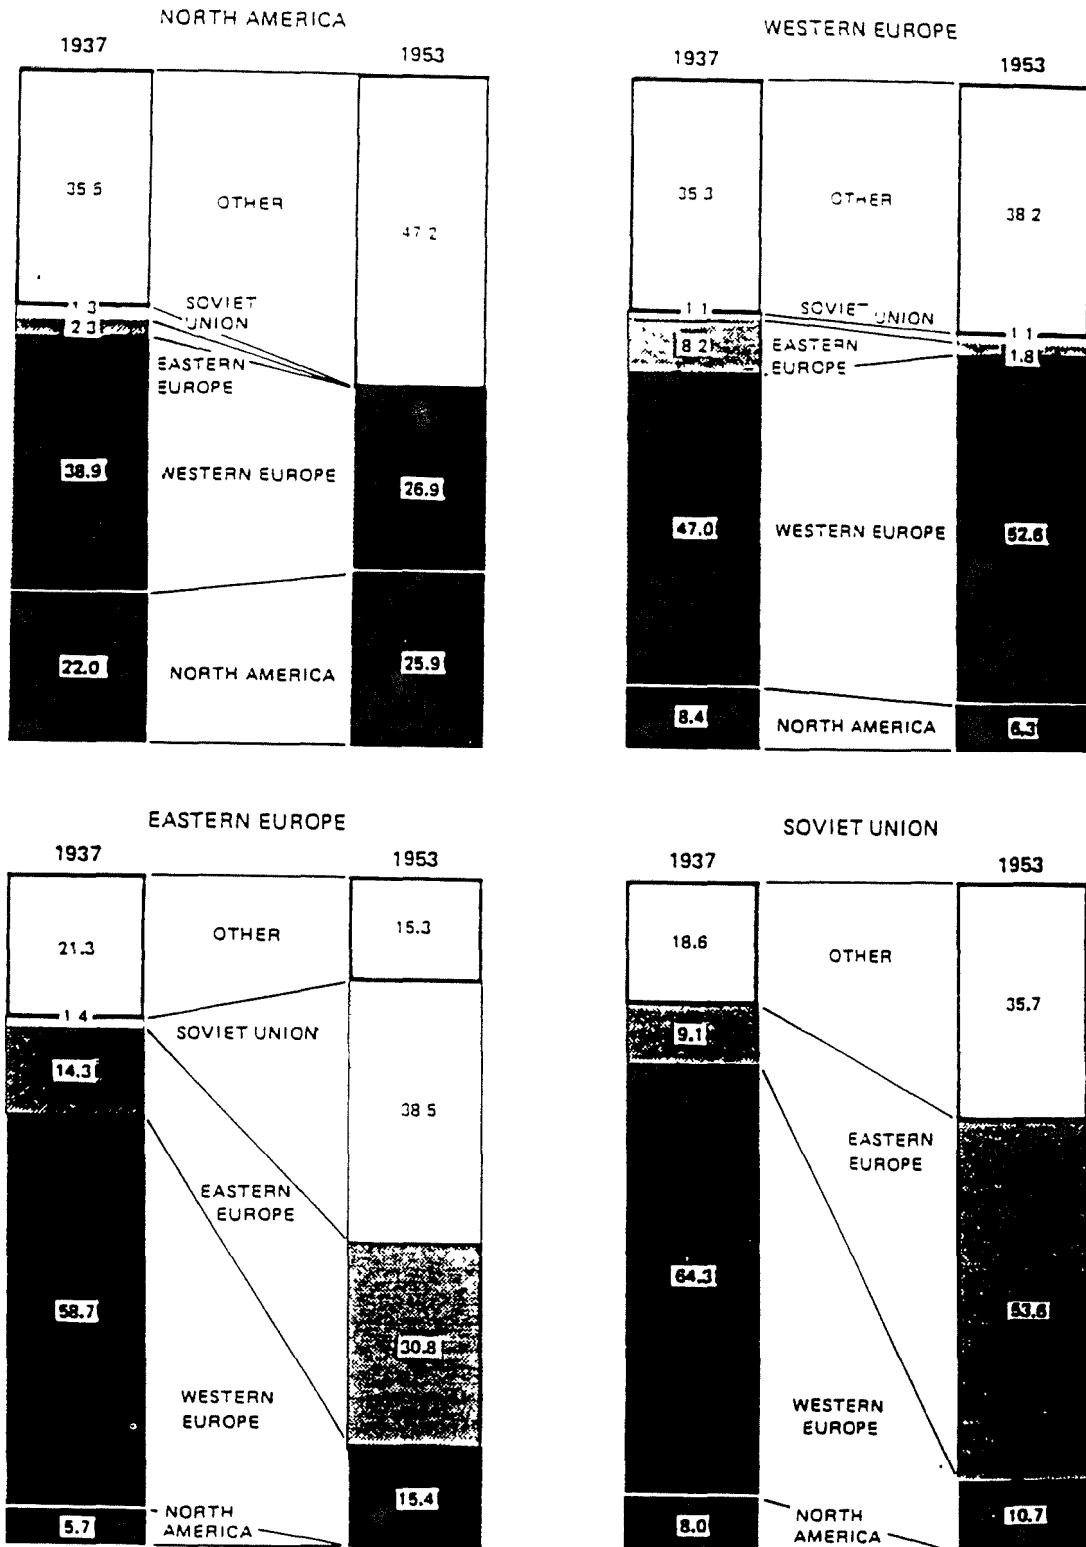 NORTH AMERICA
1937
1953
35 5
OTHER
47 2
1 3
SOVIET
UNION
2 3
EASTERN
EUROPE
38.9
WESTERN EUROPE
26.9
22.0
NORTH AMERICA
25.9
WESTERN EUROPE
1937
1953
35 3
OTHER
38 2
1 1
SOVIET UNION
1 1
8 2
EASTERN
EUROPE
1.8
47.0
WESTERN EUROPE
52.6
8.4
NORTH AMERICA
6.3
EASTERN EUROPE
1937
1953
21.3
OTHER
15.3
1 4
SOVIET UNION
14.3
38 5
EASTERN
EUROPE
58.7
30.8
WESTERN
EUROPE
15.4
NORTH
AMERICA
5.7
SOVIET UNION
1937
1953
18.6
OTHER
35.7
9.1
EASTERN
EUROPE
64.3
53.6
WESTERN
EUROPE
8.0
NORTH
AMERICA
10.7